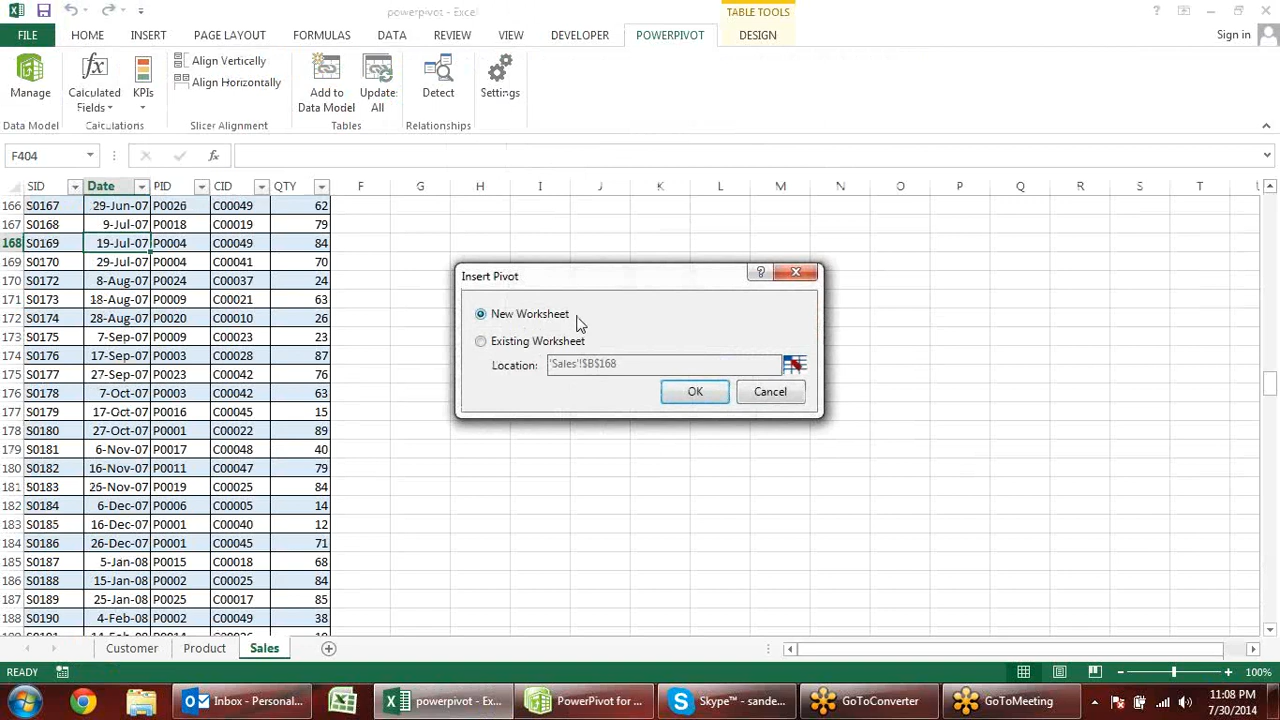 powerpivot - Excel
TABLE TOOLS
FILE HOME INSERT PAGE LAYOUT FORMULAS DATA REVIEW VIEW DEVELOPER POWERPIVOT DESIGN Sign in
Manage
Calculated Fields
KPIs
Align Vertically
Align Horizontally
Add to Data Model
Update All
Detect
Settings
Data Model Calculations Slicer Alignment Tables Relationships
F404
SID Date PID CID QTY F G H I J K L M N O P Q R S T
166 S0167 29-Jun-07 P0026 C00049 62
167 S0168 9-Jul-07 P0018 C00019 79
168 S0169 19-Jul-07 P0004 C00049 84
169 S0170 29-Jul-07 P0004 C00041 70
170 S0172 8-Aug-07 P0024 C00037 24
171 S0173 18-Aug-07 P0009 C00021 63
172 S0174 28-Aug-07 P0020 C00010 26
173 S0175 7-Sep-07 P0009 C00023 23
174 S0176 17-Sep-07 P0003 C00028 87
175 S0177 27-Sep-07 P0003 C00042 76
176 S0178 7-Oct-07 P0003 C00042 63
177 S0179 17-Oct-07 P0016 C00045 15
178 S0180 27-Oct-07 P0001 C00022 89
179 S0181 6-Nov-07 P0017 C00048 40
180 S0182 16-Nov-07 P0011 C00047 79
181 S0183 26-Nov-07 P0019 C00025 84
182 S0184 6-Dec-07 P0006 C00005 14
183 S0185 16-Dec-07 P0001 C00040 12
184 S0186 26-Dec-07 P0001 C00045 71
185 S0187 5-Jan-08 P0015 C00018 68
186 S0188 15-Jan-08 P0002 C00025 84
187 S0189 25-Jan-08 P0025 C00017 85
188 S0190 4-Feb-08 P0002 C00049 38
Insert Pivot
New Worksheet
Existing Worksheet
Location: 'Sales'!$B$168
OK Cancel
Customer Product Sales
READY 100%
Inbox - Personal... powerpivot - Exc... PowerPivot for ... Skype™ - sande... GoToConverter GoToMeeting
11:08 PM
7/30/2014